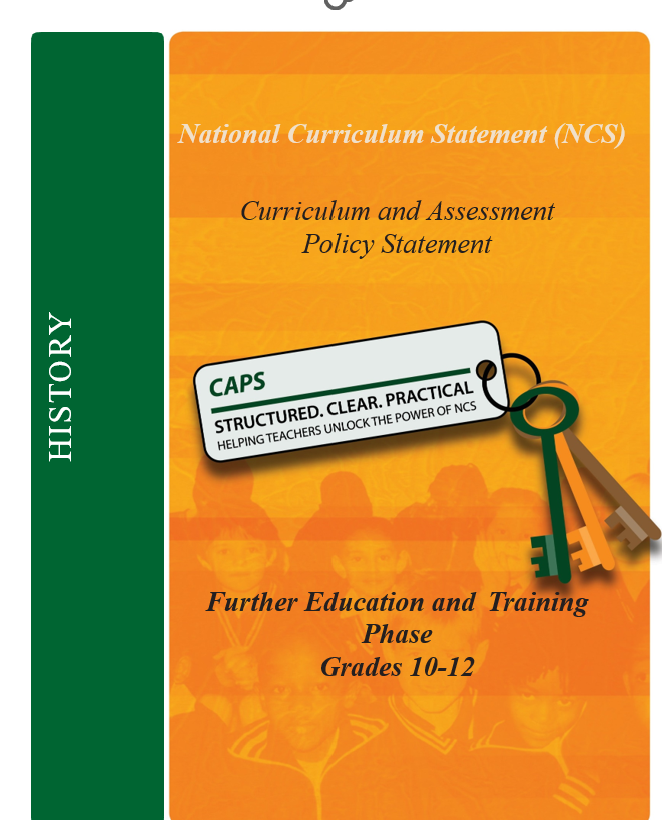 National Curriculum Statement (NCS)
Curriculum and Assessment
Policy Statement
HISTORY
CAPS
STRUCTURED. CLEAR. PRACTICAL
HELPING TEACHERS UNLOCK THE POWER OF NCS
Further Education and Training
Phase
Grades 10-12